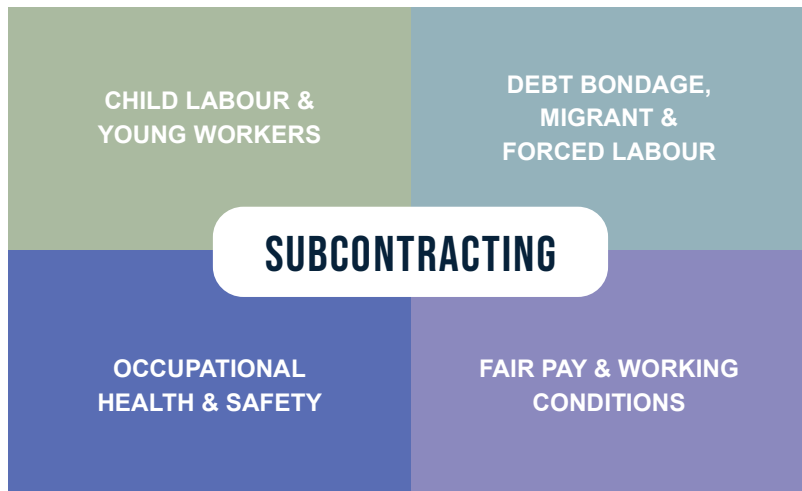 CHILD LABOUR &
YOUNG WORKERS
DEBT BONDAGE,
MIGRANT &
FORCED LABOUR
SUBCONTRACTING
OCCUPATIONAL
HEALTH & SAFETY
FAIR PAY & WORKING
CONDITIONS